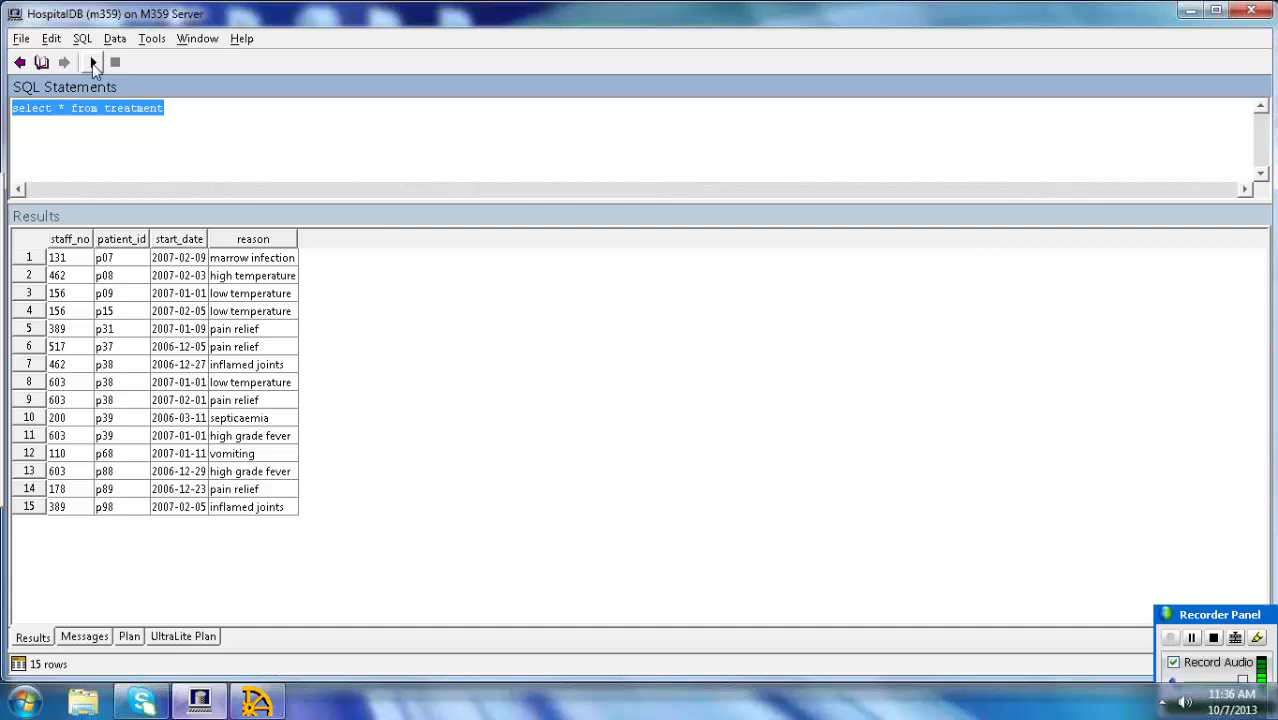 HospitalDB (m359) on M359 Server
File Edit SQL Data Tools Window Help
SQL Statements
select * from treatment
Results
staff_no patient_id start_date reason
1 131 p07 2007-02-09 marrow infection
2 462 p08 2007-02-03 high temperature
3 156 p09 2007-01-01 low temperature
4 156 p15 2007-02-05 low temperature
5 389 p31 2007-01-09 pain relief
6 517 p37 2006-12-05 pain relief
7 462 p38 2006-12-27 inflamed joints
8 603 p38 2007-01-01 low temperature
9 603 p38 2007-02-01 pain relief
10 200 p39 2006-03-11 septicaemia
11 603 p39 2007-01-01 high grade fever
12 110 p68 2007-01-11 vomiting
13 603 p88 2006-12-29 high grade fever
14 178 p89 2006-12-23 pain relief
15 389 p98 2007-02-05 inflamed joints
Recorder Panel
Results Messages Plan UltraLite Plan
Record Audio
15 rows
11:36 AM
10/7/2013